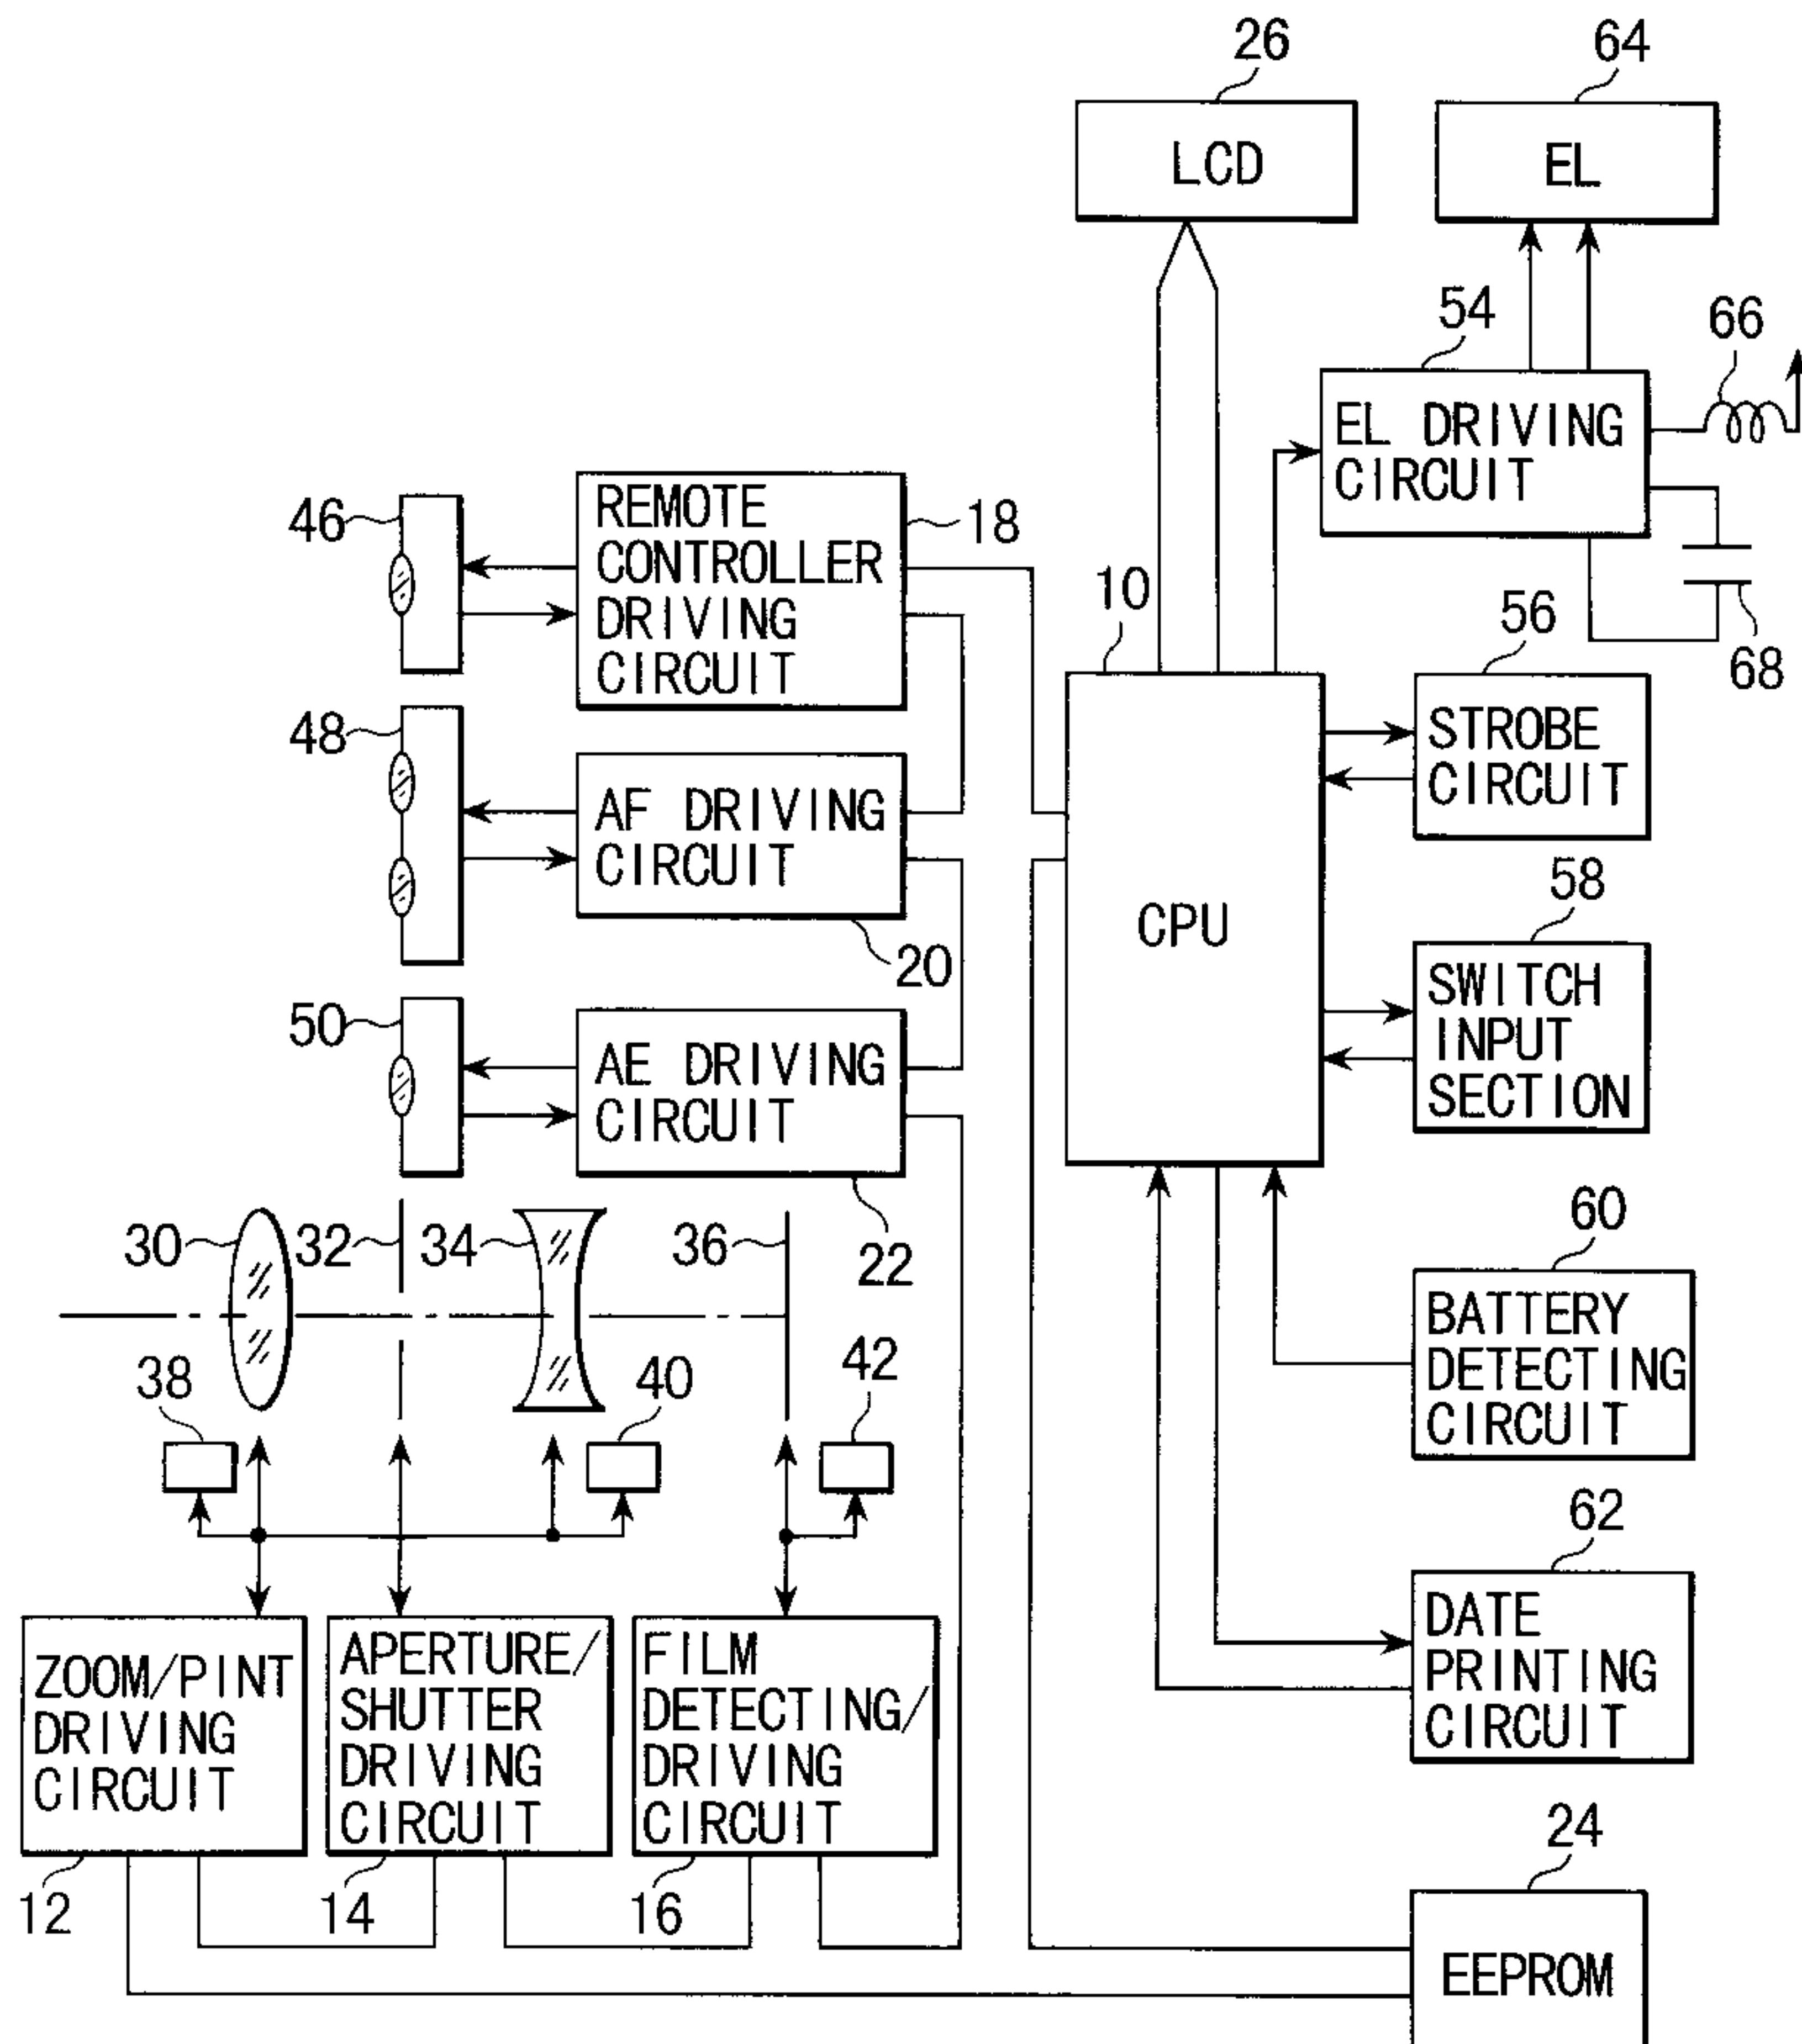 26
64
LCD
EL
54
66
EL DRIVING
CIRCUIT
68
46
REMOTE
CONTROLLER
DRIVING
CIRCUIT
18
10
56
STROBE
CIRCUIT
48
AF DRIVING
CIRCUIT
20
CPU
58
SWITCH
INPUT
SECTION
50
AE DRIVING
CIRCUIT
22
30
32
34
36
60
BATTERY
DETECTING
CIRCUIT
38
40
42
62
DATE
PRINTING
CIRCUIT
ZOOM/PINT
DRIVING
CIRCUIT
APERTURE/
SHUTTER
DRIVING
CIRCUIT
FILM
DETECTING/
DRIVING
CIRCUIT
12
14
16
24
EEPROM